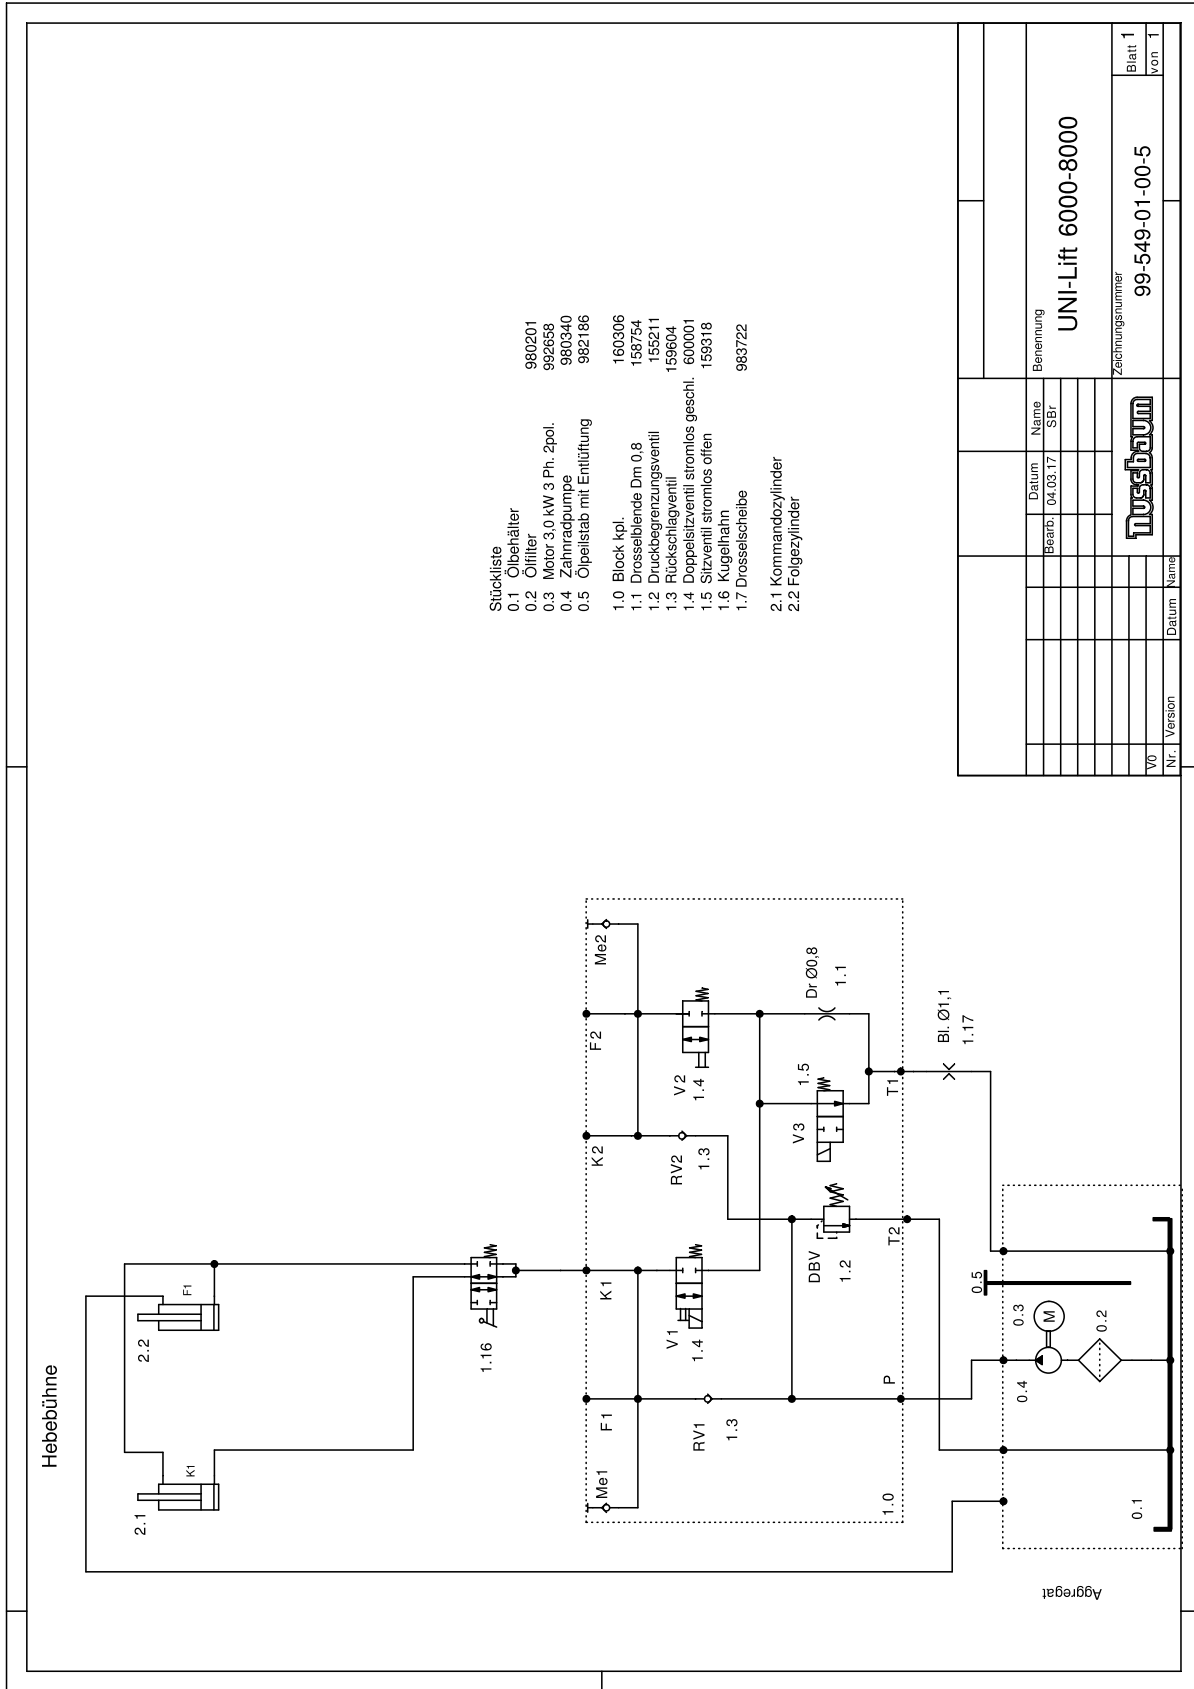 Hebebühne
2.1
K1
2.2
F1
1.16
Me1
F1
K1
K2
F2
Me2
RV1
1.3
V1
1.4
RV2
1.3
V2
1.4
V3
1.5
DBV
1.2
Dr Ø0,8
1.1
1.0
P
T2
T1
Bl. Ø1,1
1.17
Aggregat
0.1
0.4
0.3
M
0.2
0.5
Stückliste
0.1 Ölbehälter
0.2 Ölfilter 980201
0.3 Motor 3,0 kW 3 Ph. 2pol. 992658
0.4 Zahnradpumpe 980340
0.5 Ölpeilstab mit Entlüftung 982186
1.0 Block kpl. 160306
1.1 Drosselblende Dm 0,8 158754
1.2 Druckbegrenzungsventil 155211
1.3 Rückschlagventil 159604
1.4 Doppelsitzventil stromlos geschl. 600001
1.5 Sitzventil stromlos offen 159318
1.6 Kugelhahn
1.7 Drosselscheibe 983722
2.1 Kommandozylinder
2.2 Folgezylinder
Datum Name
Bearb. 04.03.17 SBr
Benennung
UNI-Lift 6000-8000
Nussbaum
Zeichnungsnummer
99-549-01-00-5
Blatt 1
von 1
V0
Nr. Version Datum Name